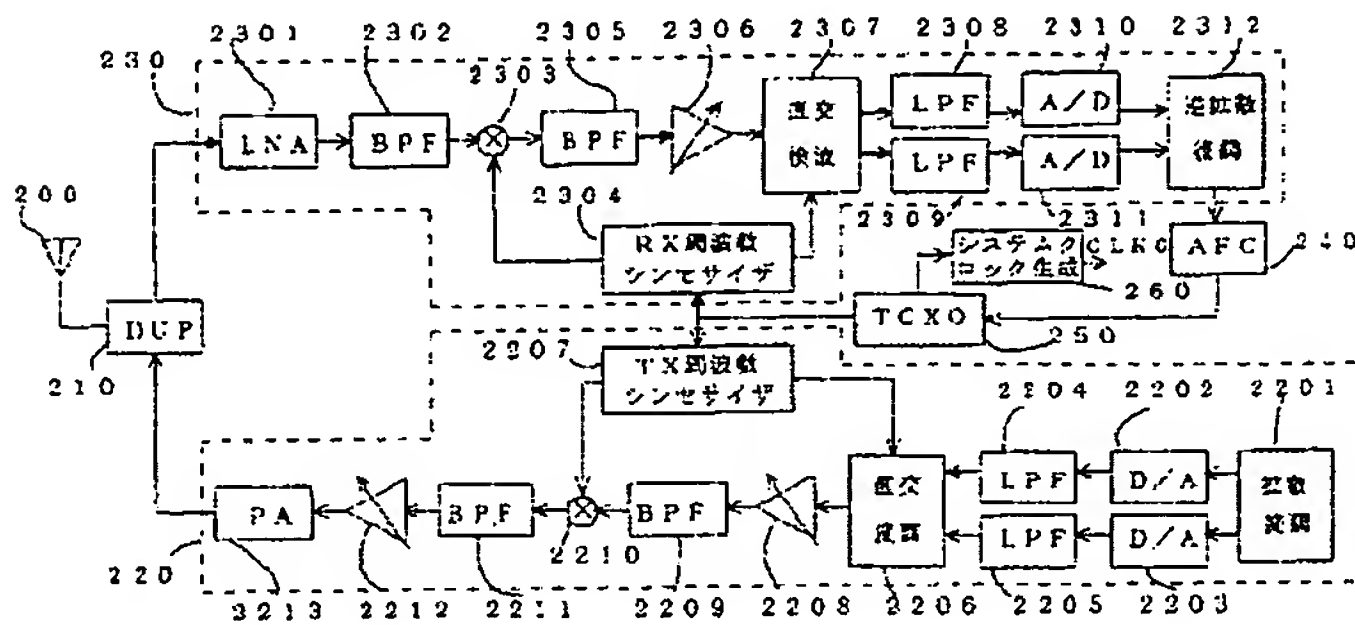 2301
2302
2305
2306
2307
2308
2310
2312
230
2303
LNA
BPF
BPF
直交
検波
LPF
A/D
逆拡散
復調
LPF
A/D
200
2304
2309
2311
RX周波数
シンセサイザ
システムク
ロック生成
CLKC
AFC
240
260
DUP
TCXO
250
210
2207
TX周波数
シンセサイザ
2204
2202
2201
直交
変調
LPF
D/A
拡散
変調
PA
BPF
BPF
LPF
D/A
2210
220
2213
2212
2211
2209
2208
2206
2205
2203